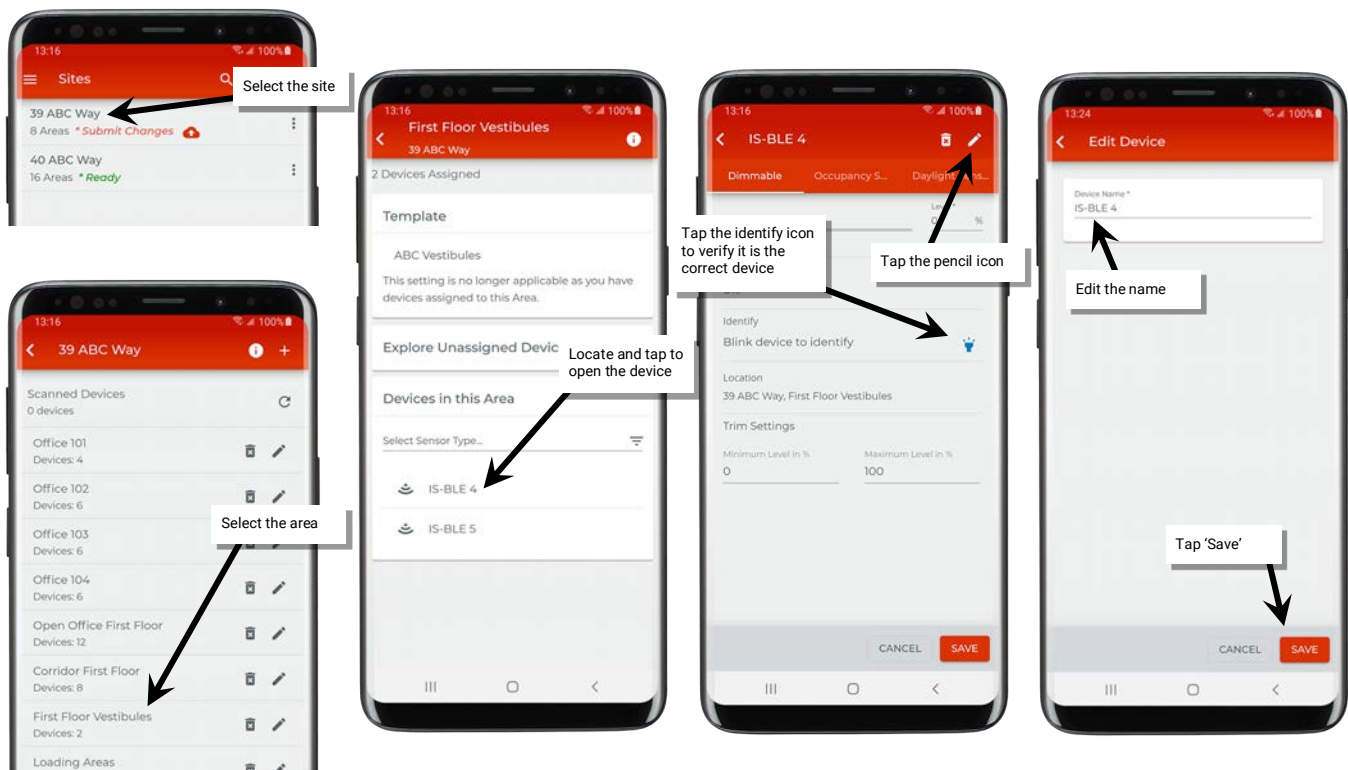 13:16
100%
Sites
Select the site
39 ABC Way
8 Areas * Submit Changes
40 ABC Way
16 Areas * Ready
13:16
100%
39 ABC Way
Scanned Devices
0 devices
Office 101
Devices: 4
Office 102
Devices: 6
Select the area
Office 103
Devices: 6
Office 104
Devices: 6
Open Office First Floor
Devices: 12
Corridor First Floor
Devices: 8
First Floor Vestibules
Devices: 2
Loading Areas
13:16
100%
First Floor Vestibules
39 ABC Way
2 Devices Assigned
Template
ABC Vestibules
This setting is no longer applicable as you have
devices assigned to this Area.
Explore Unassigned Devic
Locate and tap to
open the device
Devices in this Area
Select Sensor Type...
IS-BLE 4
IS-BLE 5
13:16
100%
IS-BLE 4
Dimmable
Occupancy S...
Daylight
ns...
%
Tap the identify icon
to verify it is the
correct device
Tap the pencil icon
Identify
Blink device to identify
Location
39 ABC Way, First Floor Vestibules
Trim Settings
Minimum Level in %
Maximum Level in %
0
100
CANCEL
SAVE
13:24
100%
Edit Device
Device Name *
IS-BLE 4
Edit the name
Tap ‘Save’
CANCEL
SAVE